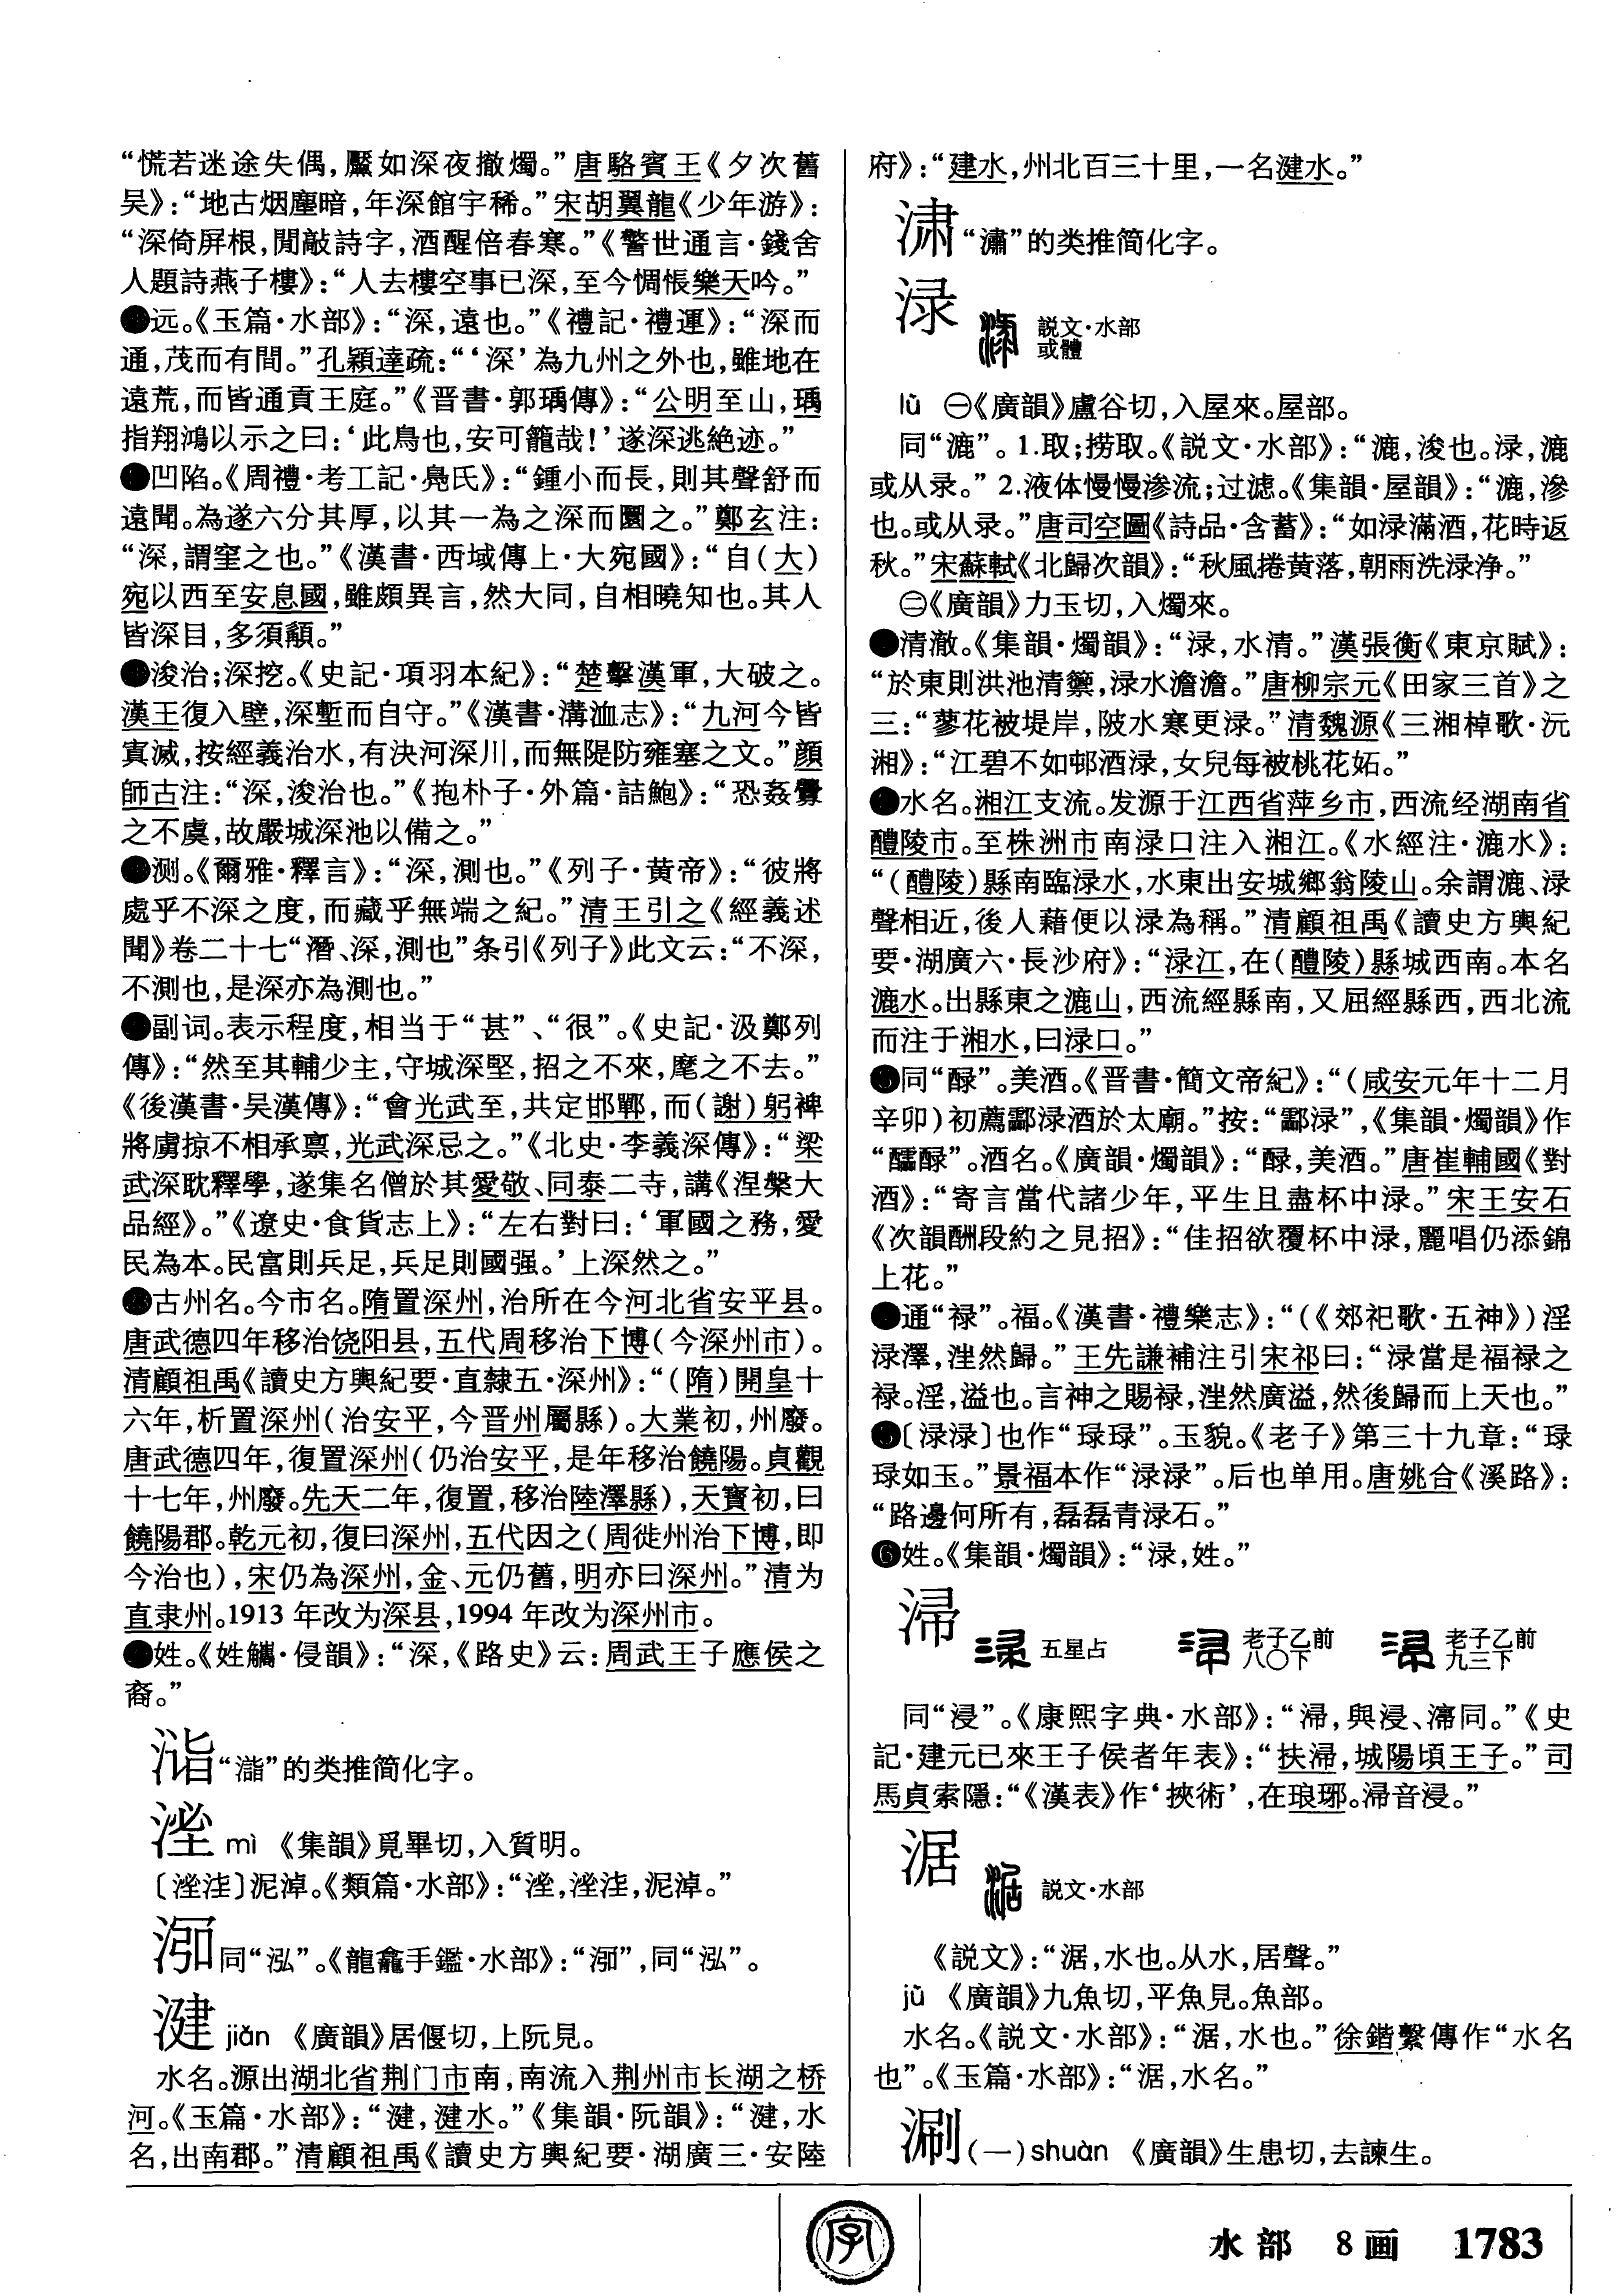 “慌若迷途失偶，黶如深夜撤燭。”唐駱賓王《夕次舊
吴》：“地古烟塵暗，年深館宇稀。”宋胡翼龍《少年游》：
“深倚屏根，閒敲詩字，酒醒倍春寒。”《警世通言·錢舍
人題詩燕子樓》：“人去樓空事已深，至今惆悵樂天吟。”
远。《玉篇·水部》：“深，遠也。”《禮記·禮運》：“深而
通，茂而有間。”孔穎達疏：“‘深’為九州之外也，雖地在
遠荒，而皆通貢王庭。”《晋書·郭瑀傳》：“公明至山，瑀
指翔鴻以示之曰：‘此鳥也，安可籠哉！’遂深逃絶迹。”
凹陷。《周禮·考工記·鳧氏》：“鍾小而長，則其聲舒而
遠聞。為遂六分其厚，以其一為之深而圜之。”鄭玄注：
“深，謂窐之也。”《漢書·西域傳上·大宛國》：“自（大）
宛以西至安息國，雖頗異言，然大同，自相曉知也。其人
皆深目，多須顟。”
浚治；深挖。《史記·項羽本紀》：“楚擊漢軍，大破之。
漢王復入壁，深塹而自守。”《漢書·溝洫志》：“九河今皆
寘滅，按經義治水，有決河深川，而無隄防雍塞之文。”顔
師古注：“深，浚治也。”《抱朴子·外篇·詰鮑》：“恐姦釁
之不虞，故嚴城深池以備之。”
测。《爾雅·釋言》：“深，測也。”《列子·黄帝》：“彼將
處乎不深之度，而藏乎無端之紀。”清王引之《經義述
聞》卷二十七“潛、深，測也”条引《列子》此文云：“不深，
不測也，是深亦為測也。”
副词。表示程度，相当于“甚”、“很”。《史記·汲鄭列
傳》：“然至其輔少主，守城深堅，招之不來，麾之不去。”
《後漢書·吴漢傳》：“會光武至，共定邯鄲，而（謝）躬裨
將虜掠不相承禀，光武深忌之。”《北史·李義深傳》：“梁
武深耽釋學，遂集名僧於其愛敬、同泰二寺，講《涅槃大
品經》。”《遼史·食貨志上》：“左右對曰：‘軍國之務，愛
民為本。民富則兵足，兵足則國强。’上深然之。”
古州名。今市名。隋置深州，治所在今河北省安平县。
唐武德四年移治饶阳县，五代周移治下博（今深州市）。
清顧祖禹《讀史方輿紀要·直隸五·深州》：“（隋）開皇十
六年，析置深州（治安平，今晋州屬縣）。大業初，州廢。
唐武德四年，復置深州（仍治安平，是年移治饒陽。貞觀
十七年，州廢。先天二年，復置，移治陸澤縣），天寶初，曰
饒陽郡。乾元初，復曰深州，五代因之（周徙州治下博，即
今治也），宋仍為深州，金、元仍舊，明亦曰深州。”清为
直隶州。1913 年改为深县，1994 年改为深州市。
姓。《姓觿·侵韻》：“深，《路史》云：周武王子應侯之
裔。”
“㵽”的类推简化字。
mì 《集韻》覓畢切，入質明。
泥淖。《類篇·水部》：“泥淖。”
同“泓”。《龍龕手鑑·水部》：同“泓”。
湕 jiǎn 《廣韻》居偃切，上阮見。
水名。源出湖北省荆门市南，南流入荆州市长湖之桥
河。《玉篇·水部》：“湕，湕水。”《集韻·阮韻》：“湕，水
名，出南郡。”清顧祖禹《讀史方輿紀要·湖廣三·安陸
府》：“建水，州北百三十里，一名湕水。”
𣸣“潚”的类推简化字。
渌 説文·水部
或體
lù ㊀《廣韻》盧谷切，入屋來。屋部。
同“漉”。1.取；捞取。《説文·水部》：“漉，浚也。渌，漉
或从录。” 2.液体慢慢渗流；过滤。《集韻·屋韻》：“漉，滲
也。或从录。”唐司空圖《詩品·含蓄》：“如渌滿酒，花時返
秋。”宋蘇軾《北歸次韻》：“秋風捲黄落，朝雨洗渌净。”
㊁《廣韻》力玉切，入燭來。
清澈。《集韻·燭韻》：“渌，水清。”漢張衡《東京賦》：
“於東則洪池清籞，渌水澹澹。”唐柳宗元《田家三首》之
三：“蓼花被堤岸，陂水寒更渌。”清魏源《三湘棹歌·沅
湘》：“江碧不如邨酒渌，女兒每被桃花妬。”
水名。湘江支流。发源于江西省萍乡市，西流经湖南省
醴陵市。至株洲市南渌口注入湘江。《水經注·漉水》：
“（醴陵）縣南臨渌水，水東出安城鄉翁陵山。余謂漉、渌
聲相近，後人藉便以渌為稱。”清顧祖禹《讀史方輿紀
要·湖廣六·長沙府》：“渌江，在（醴陵）縣城西南。本名
漉水。出縣東之漉山，西流經縣南，又屈經縣西，西北流
而注于湘水，曰渌口。”
同“醁”。美酒。《晋書·簡文帝紀》：“（咸安元年十二月
辛卯）初薦酃渌酒於太廟。”按：“酃渌”，《集韻·燭韻》作
“醽醁”。酒名。《廣韻·燭韻》：“醁，美酒。”唐崔輔國《對
酒》：“寄言當代諸少年，平生且盡杯中渌。”宋王安石
《次韻酬段約之見招》：“佳招欲覆杯中渌，麗唱仍添錦
上花。”
通“禄”。福。《漢書·禮樂志》：“（《郊祀歌·五神》）淫
渌澤，㳹然歸。”王先謙補注引宋祁曰：“渌當是福禄之
禄。淫，溢也。言神之賜禄，㳹然廣溢，然後歸而上天也。”
〔渌渌〕也作“琭琭”。玉貌。《老子》第三十九章：“琭
琭如玉。”景福本作“渌渌”。后也单用。唐姚合《溪路》：
“路邊何所有，磊磊青渌石。”
❻姓。《集韻·燭韻》：“渌，姓。”
㴆 五星占 老子乙前
八〇下 老子乙前
九三下
同“浸”。《康熙字典·水部》：“㴆，與浸、濅同。”《史
記·建元已來王子侯者年表》：“扶㴆，城陽頃王子。”司
馬貞索隱：“《漢表》作‘挾術’，在琅琊。㴆音浸。”
涺 説文·水部
《説文》：“涺，水也。从水，居聲。”
jū 《廣韻》九魚切，平魚見。魚部。
水名。《説文·水部》：“涺，水也。”徐鍇繫傳作“水名
也”。《玉篇·水部》：“涺，水名。”
涮（一）shuàn 《廣韻》生患切，去諫生。
字
水部 8画 1783